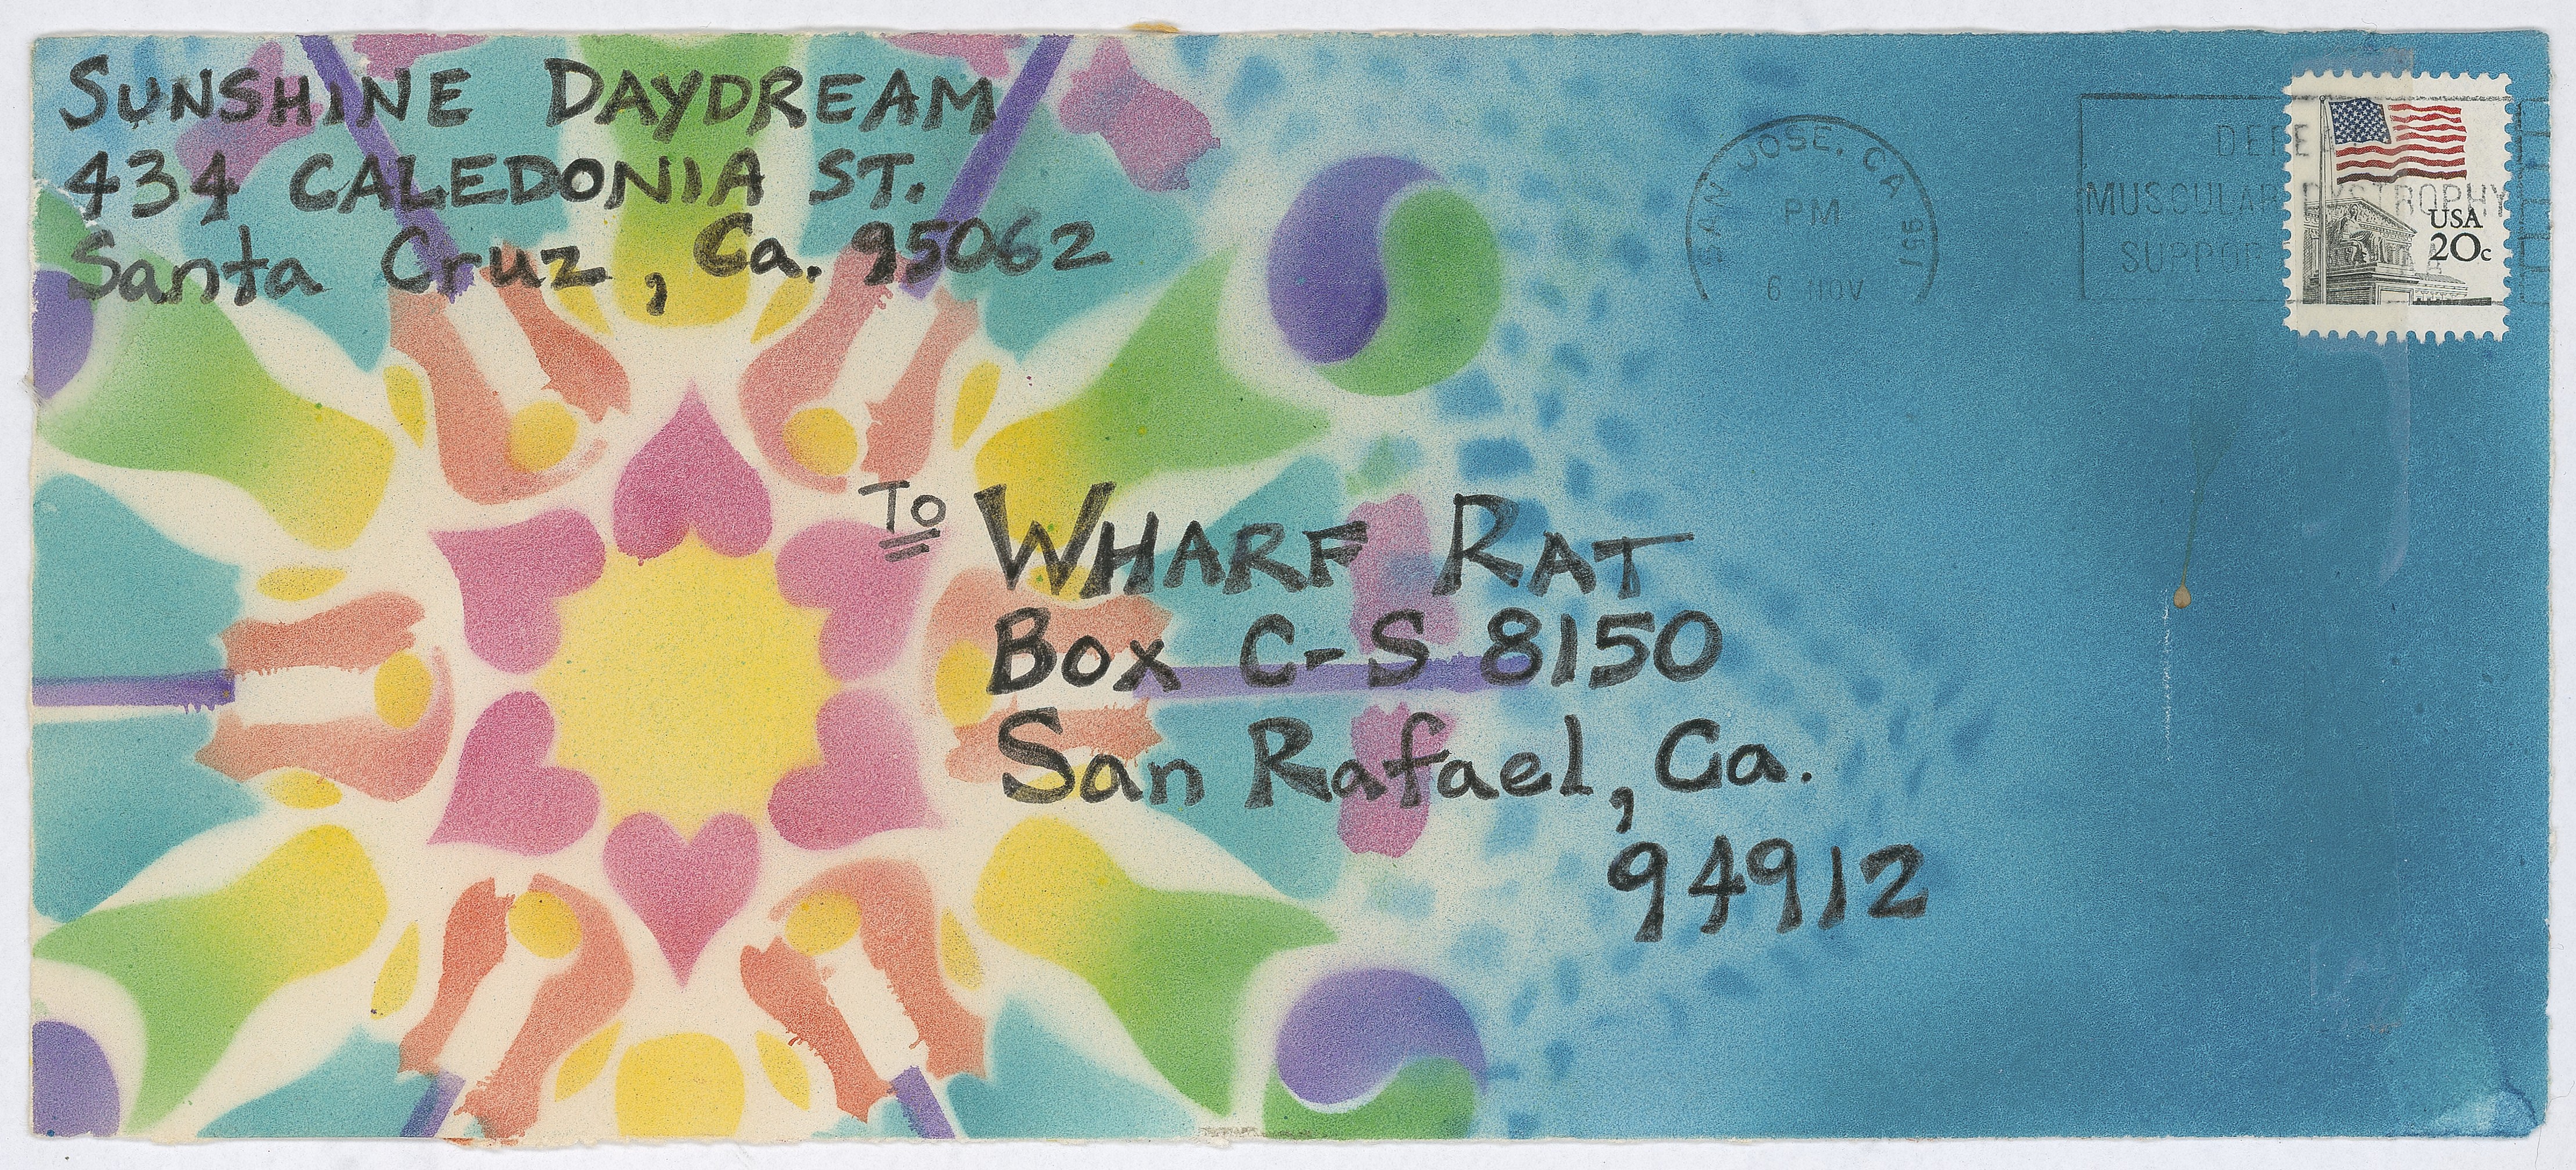 SUNSHINE DAYDREAM
434 CALEDONIA ST.
Santa Cruz, Ca. 95062
SAN JOSE, CA
PM
6 NOV
MUSCULAR DYSTROPHY
USA
20c
To WHARF RAT
Box C-S 8150
San Rafael, Ca.
94912